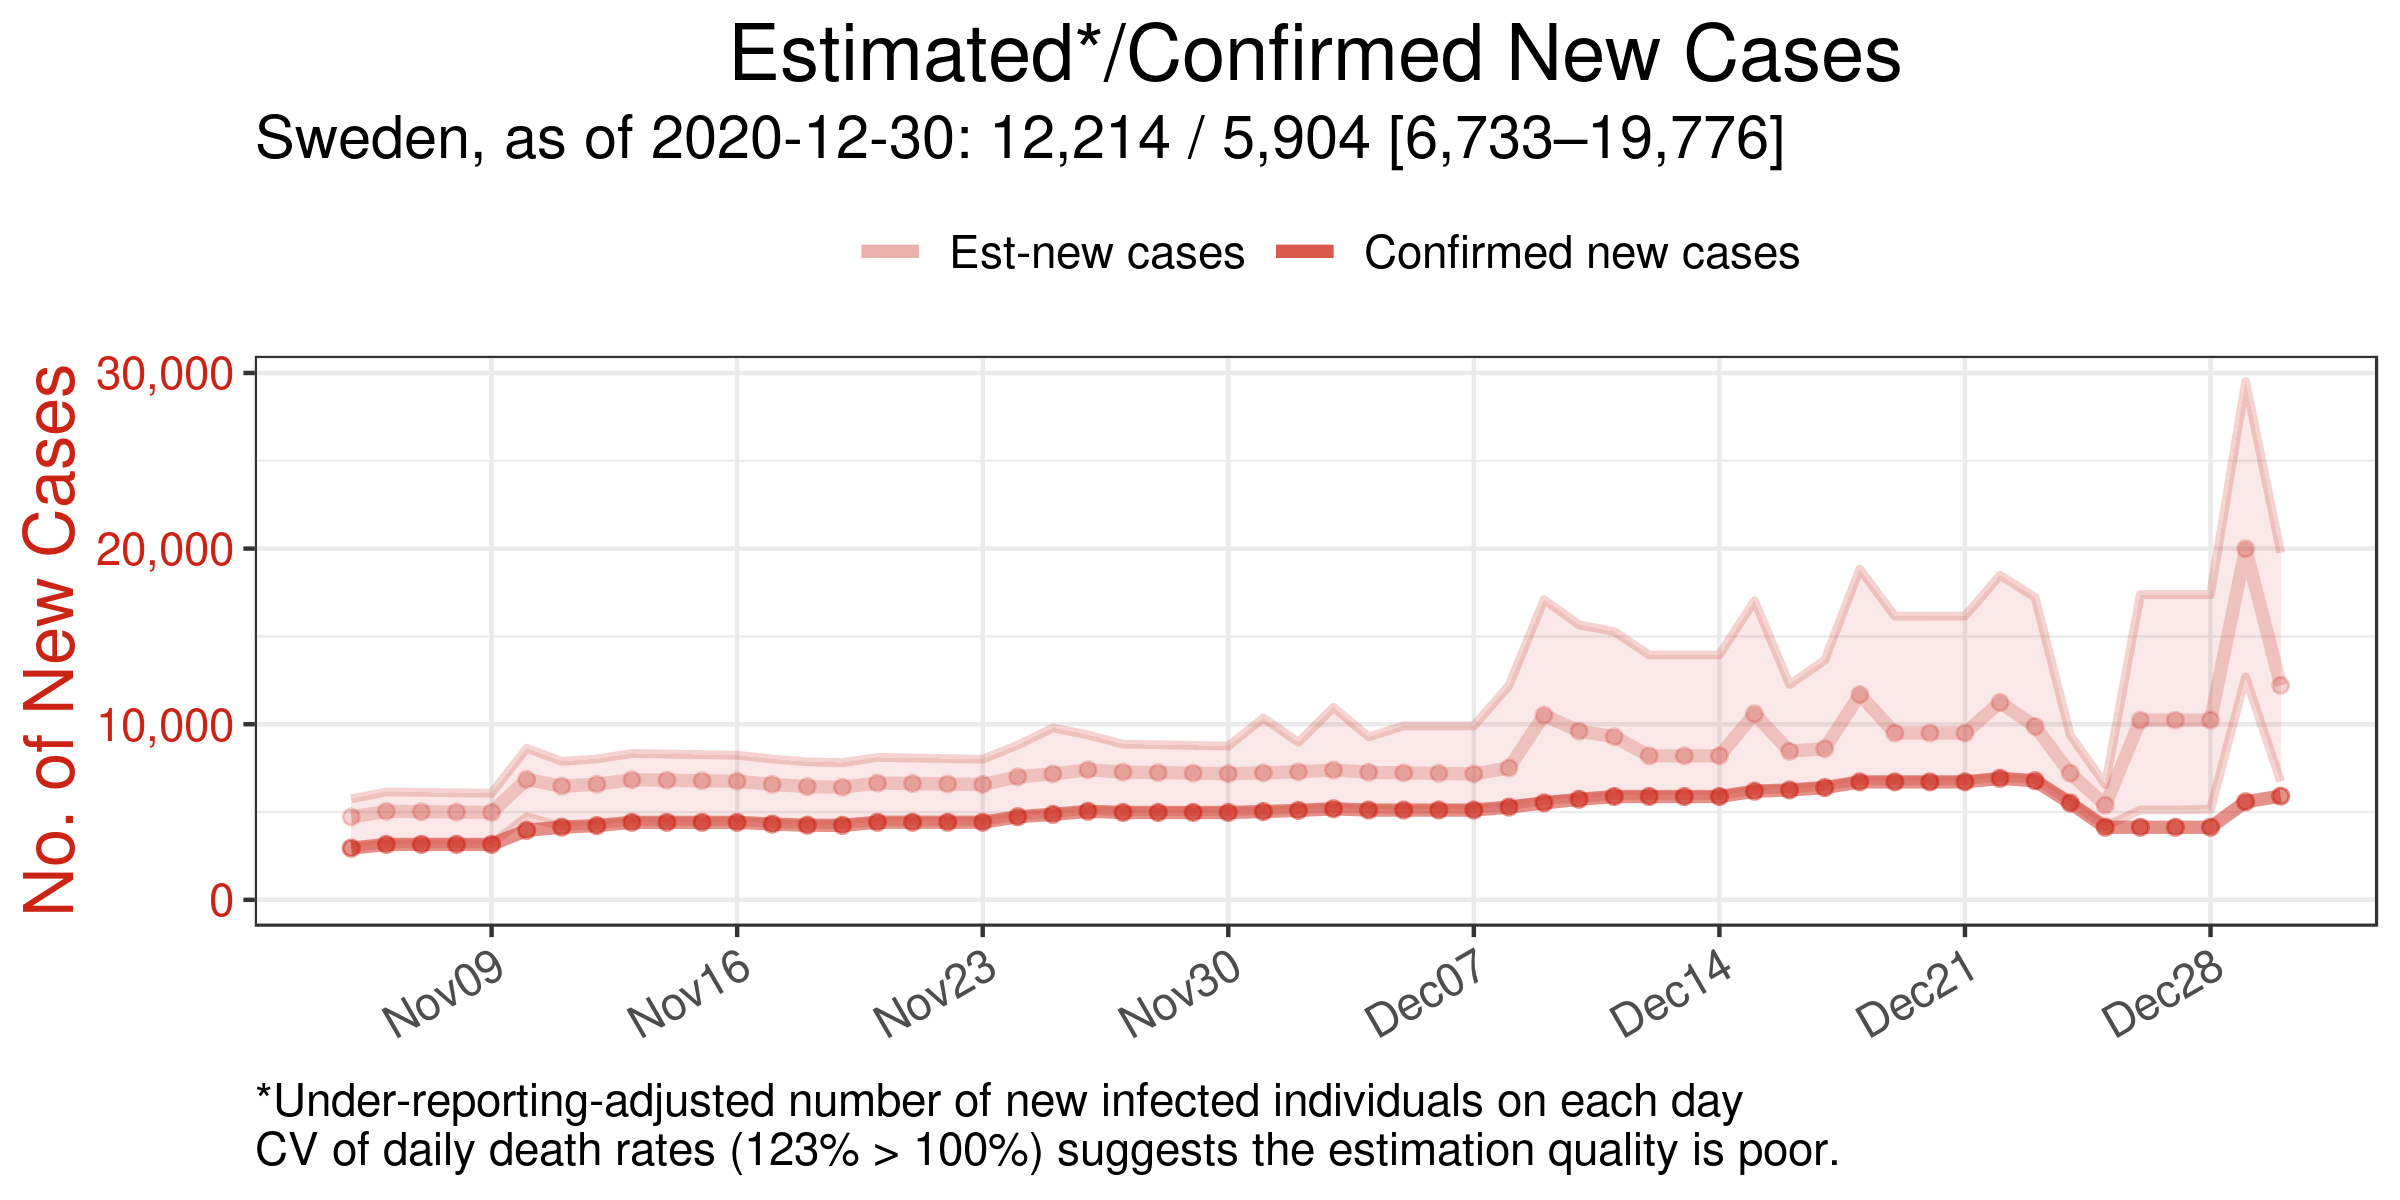 Estimated*/Confirmed New Cases
Sweden, as of 2020-12-30: 12,214 / 5,904 [6,733–19,776]
Est-new cases
Confirmed new cases
No. of New Cases
30,000
20,000
10,000
0
Nov09
Nov16
Nov23
Nov30
Dec07
Dec14
Dec21
Dec28
*Under-reporting-adjusted number of new infected individuals on each day
CV of daily death rates (123% > 100%) suggests the estimation quality is poor.